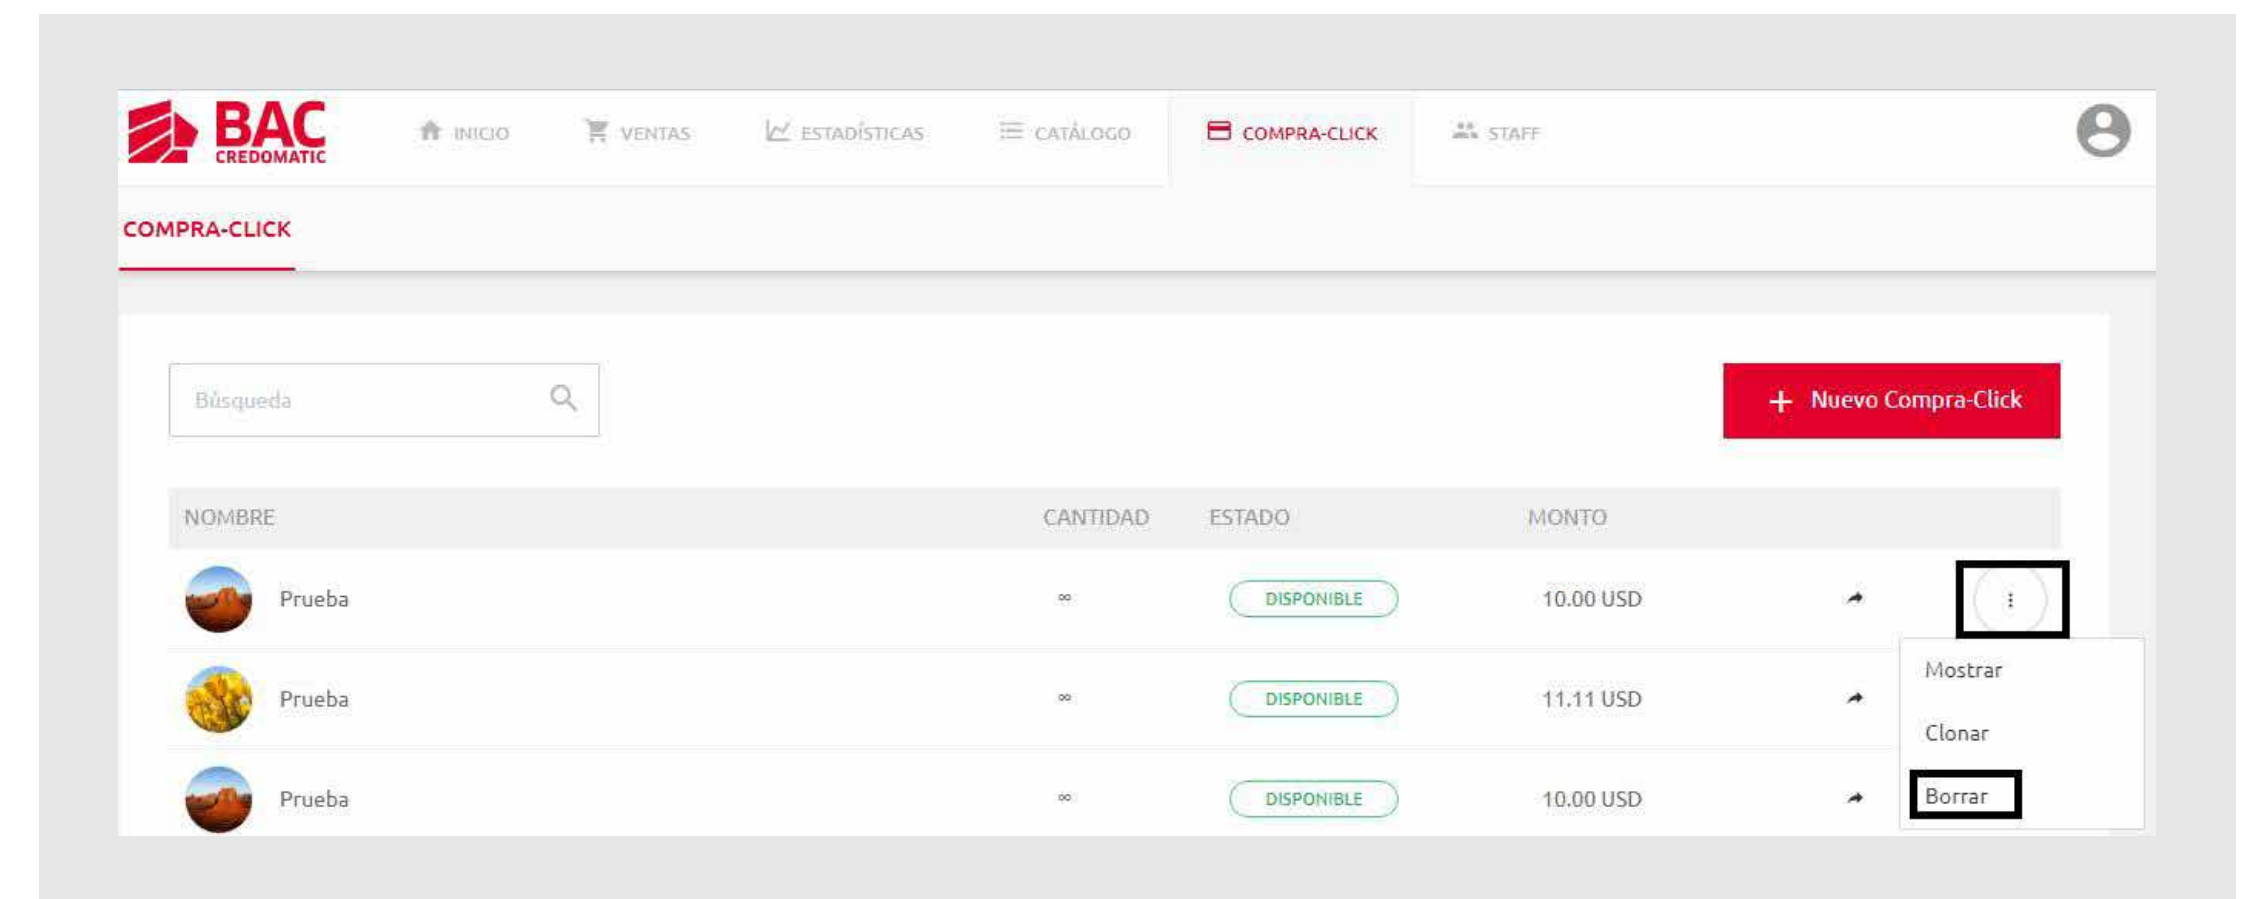 BAC
CREDOMATIC
INICIO
VENTAS
ESTADÍSTICAS
CATÁLOGO
COMPRA-CLICK
STAFF
COMPRA-CLICK
Búsqueda
+ Nuevo Compra-Click
NOMBRE CANTIDAD ESTADO MONTO
Prueba ∞ DISPONIBLE 10.00 USD
Prueba ∞ DISPONIBLE 11.11 USD
Prueba ∞ DISPONIBLE 10.00 USD
Mostrar
Clonar
Borrar